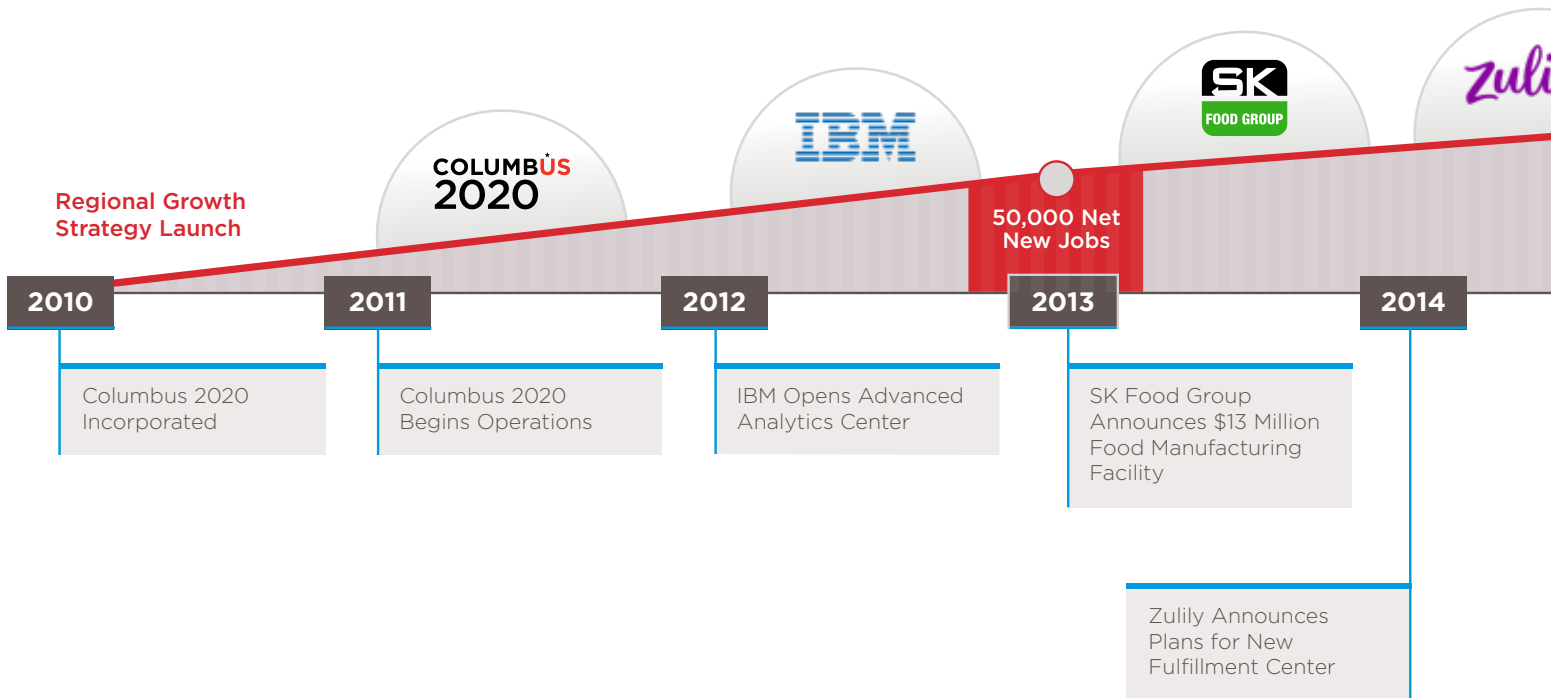 Regional Growth
Strategy Launch
COLUMBUS
2020
IBM
SK
FOOD GROUP
zuli
50,000 Net
New Jobs
2010
2011
2012
2013
2014
Columbus 2020
Incorporated
Columbus 2020
Begins Operations
IBM Opens Advanced
Analytics Center
SK Food Group
Announces $13 Million
Food Manufacturing
Facility
Zulily Announces
Plans for New
Fulfillment Center